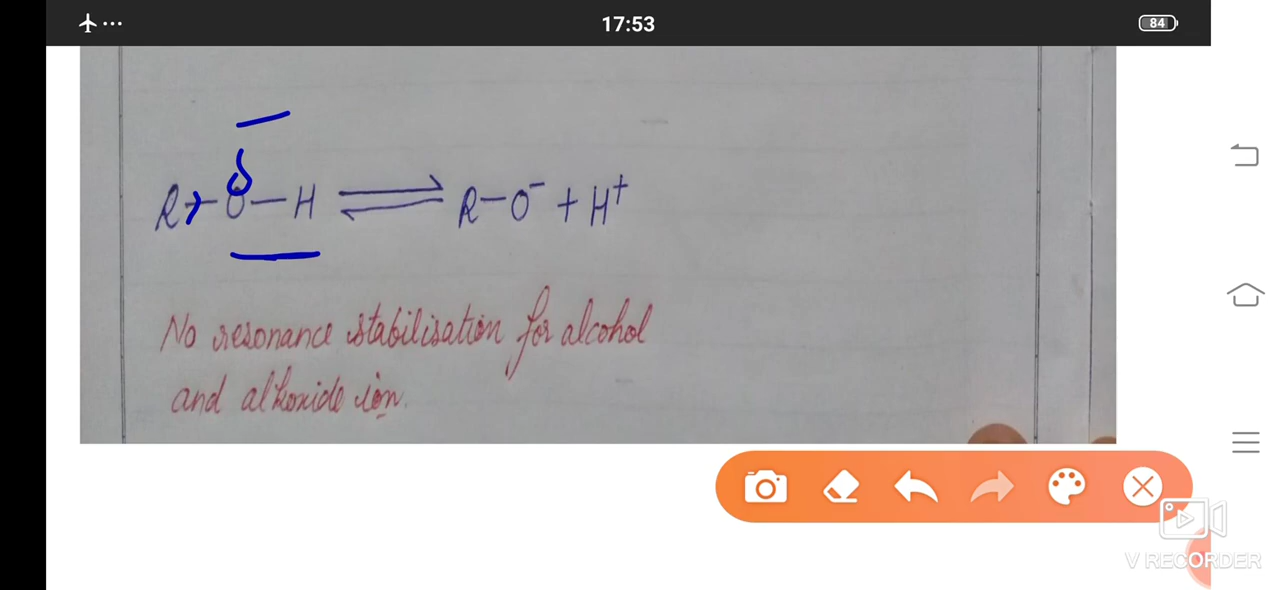 17:53
84
δ
R–O–H ⇌ R–O⁻ + H⁺
No resonance stabilisation for alcohol
and alkoxide ion.
V RECORDER